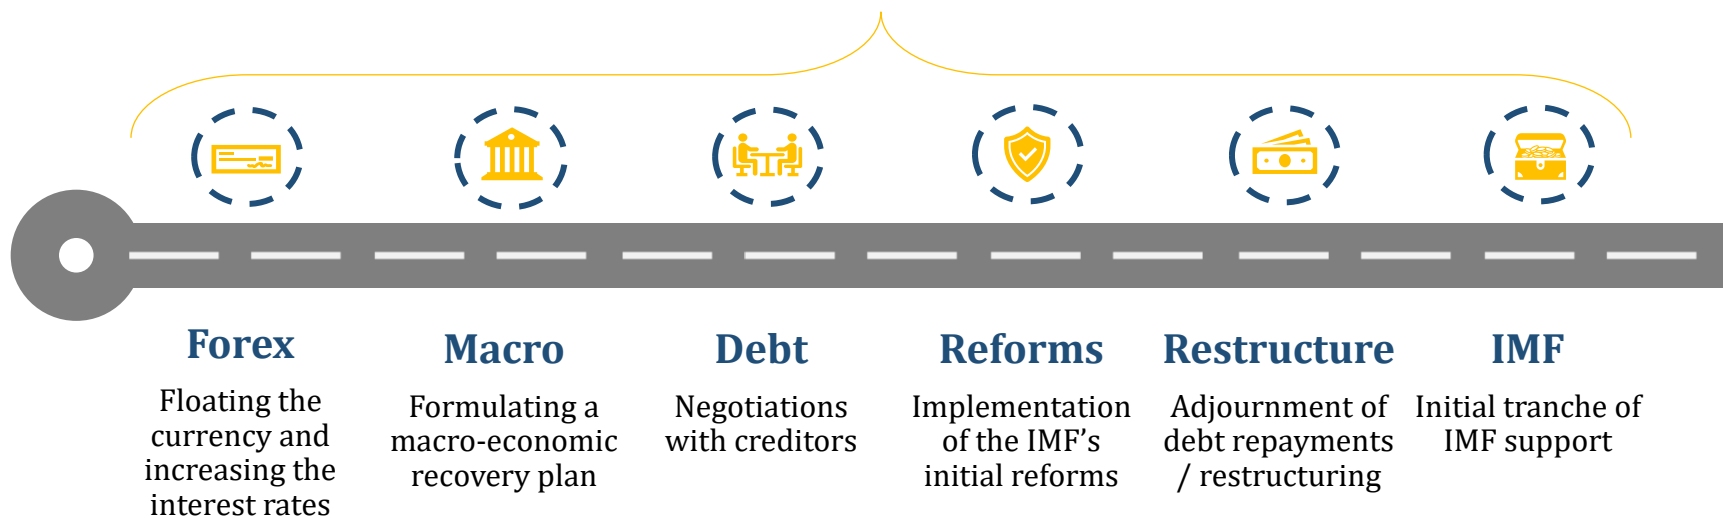 Forex
Floating the
currency and
increasing the
interest rates
Macro
Formulating a
macro-economic
recovery plan
Debt
Negotiations
with creditors
Reforms
Implementation
of the IMF’s
initial reforms
Restructure
Adjournment of
debt repayments
/ restructuring
IMF
Initial tranche of
IMF support